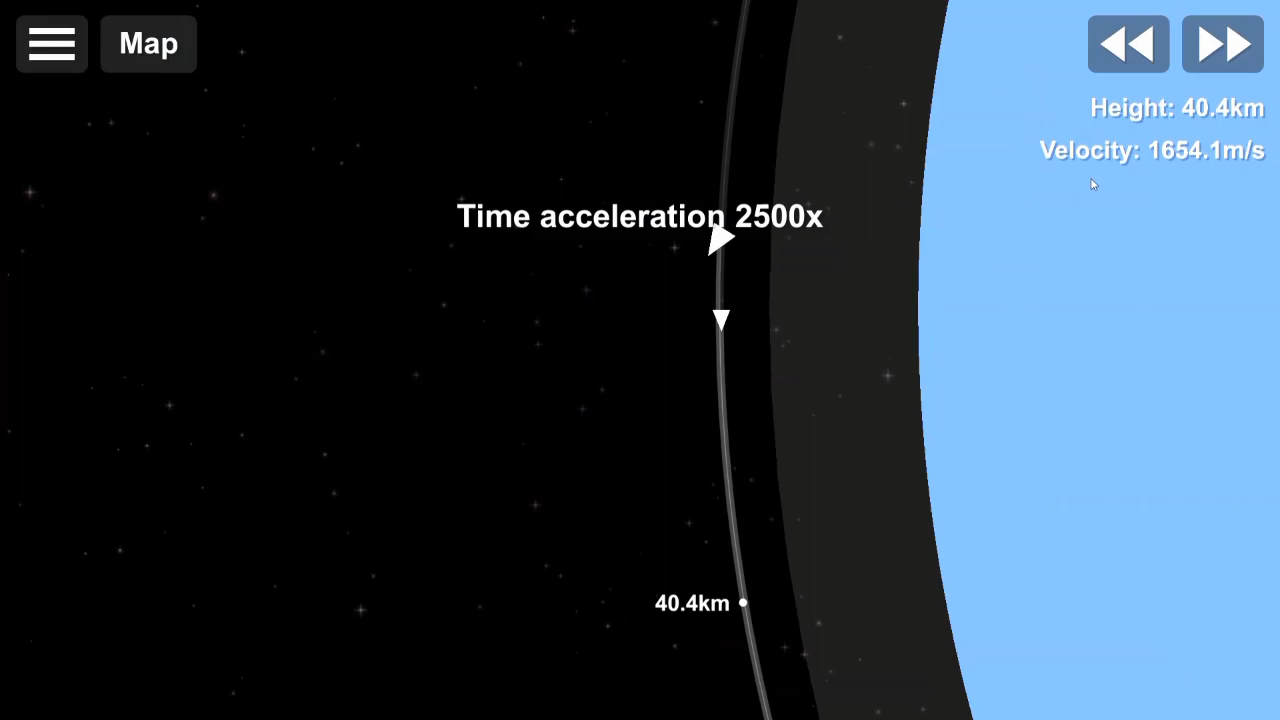 Map
Height: 40.4km
Velocity: 1654.1m/s
Time acceleration 2500x
40.4km